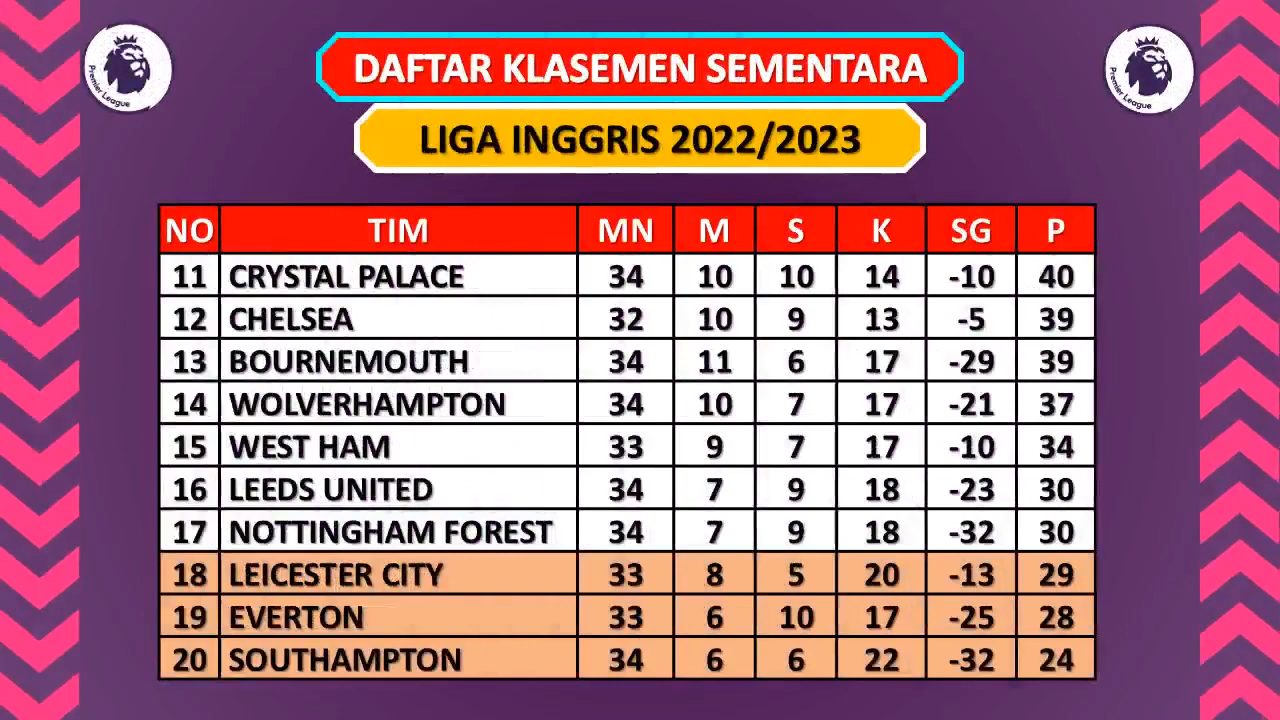 Premier League
Premier League
DAFTAR KLASEMEN SEMENTARA
LIGA INGGRIS 2022/2023
NO TIM MN M S K SG P
11 CRYSTAL PALACE 34 10 10 14 -10 40
12 CHELSEA 32 10 9 13 -5 39
13 BOURNEMOUTH 34 11 6 17 -29 39
14 WOLVERHAMPTON 34 10 7 17 -21 37
15 WEST HAM 33 9 7 17 -10 34
16 LEEDS UNITED 34 7 9 18 -23 30
17 NOTTINGHAM FOREST 34 7 9 18 -32 30
18 LEICESTER CITY 33 8 5 20 -13 29
19 EVERTON 33 6 10 17 -25 28
20 SOUTHAMPTON 34 6 6 22 -32 24